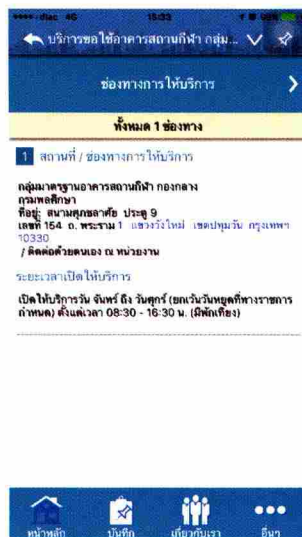 dtac 4G 15:03
บริการขอใช้อาคารสถานกีฬา กลุ่ม...
ช่องทางการให้บริการ
ทั้งหมด 1 ช่องทาง
1 สถานที่ / ช่องทางการให้บริการ
กลุ่มมาตรฐานอาคารสถานกีฬา กองกลาง
กรมพลศึกษา
ที่อยู่: สนามศุภชลาศัย ประตู 9
เลขที่ 154 ถ. พระราม 1 แขวงวังใหม่ เขตปทุมวัน กรุงเทพฯ
10330
/ ติดต่อด้วยตนเอง ณ หน่วยงาน
ระยะเวลาเปิดให้บริการ
เปิดให้บริการวัน จันทร์ ถึง วันศุกร์ (ยกเว้นวันหยุดที่ทางราชการ
กำหนด) ตั้งแต่เวลา 08:30 - 16:30 น. (มีพักเที่ยง)
หน้าหลัก บันทึก เกี่ยวกับเรา อื่นๆ